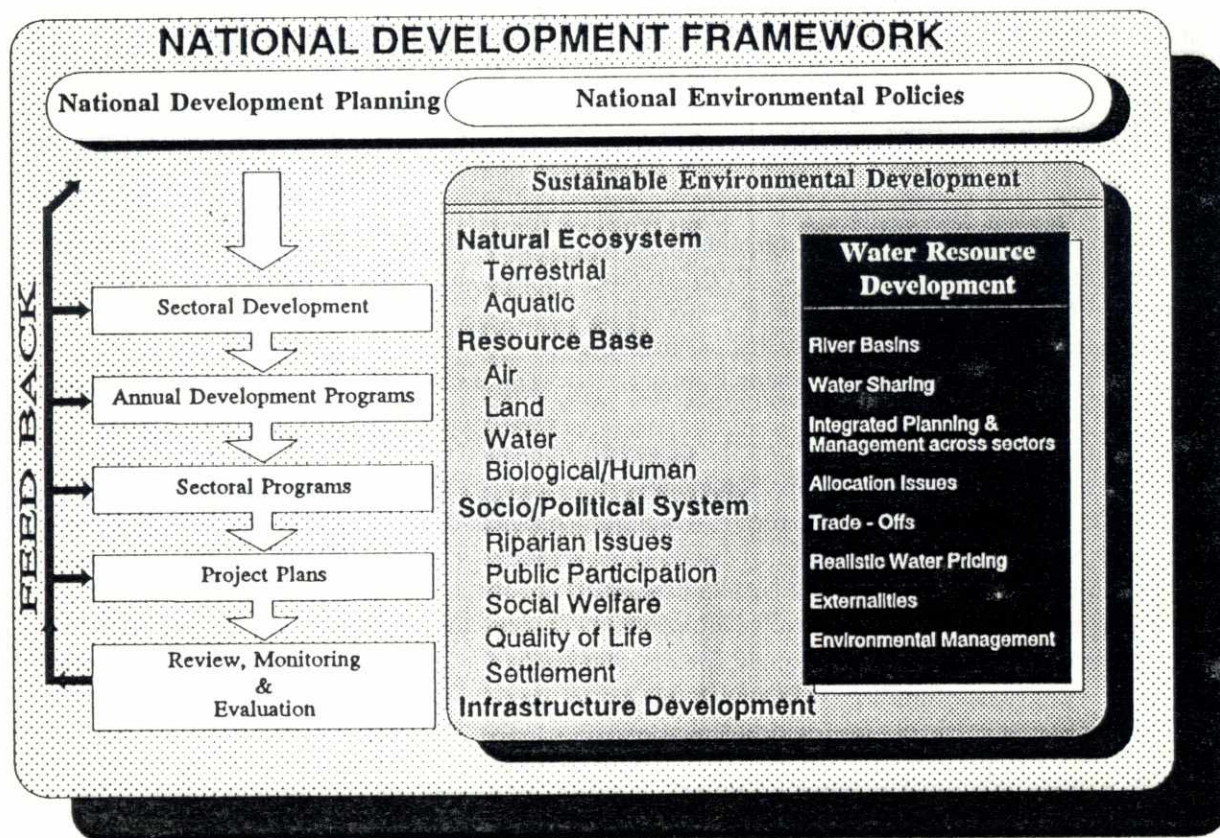 NATIONAL DEVELOPMENT FRAMEWORK
National Development Planning
National Environmental Policies
FEED BACK
Sectoral Development
Annual Development Programs
Sectoral Programs
Project Plans
Review, Monitoring
&
Evaluation
Sustainable Environmental Development
Natural Ecosystem
Terrestrial
Aquatic
Resource Base
Air
Land
Water
Biological/Human
Socio/Political System
Riparian Issues
Public Participation
Social Welfare
Quality of Life
Settlement
Infrastructure Development
Water Resource
Development
River Basins
Water Sharing
Integrated Planning &
Management across sectors
Allocation Issues
Trade - Offs
Realistic Water Pricing
Externalities
Environmental Management